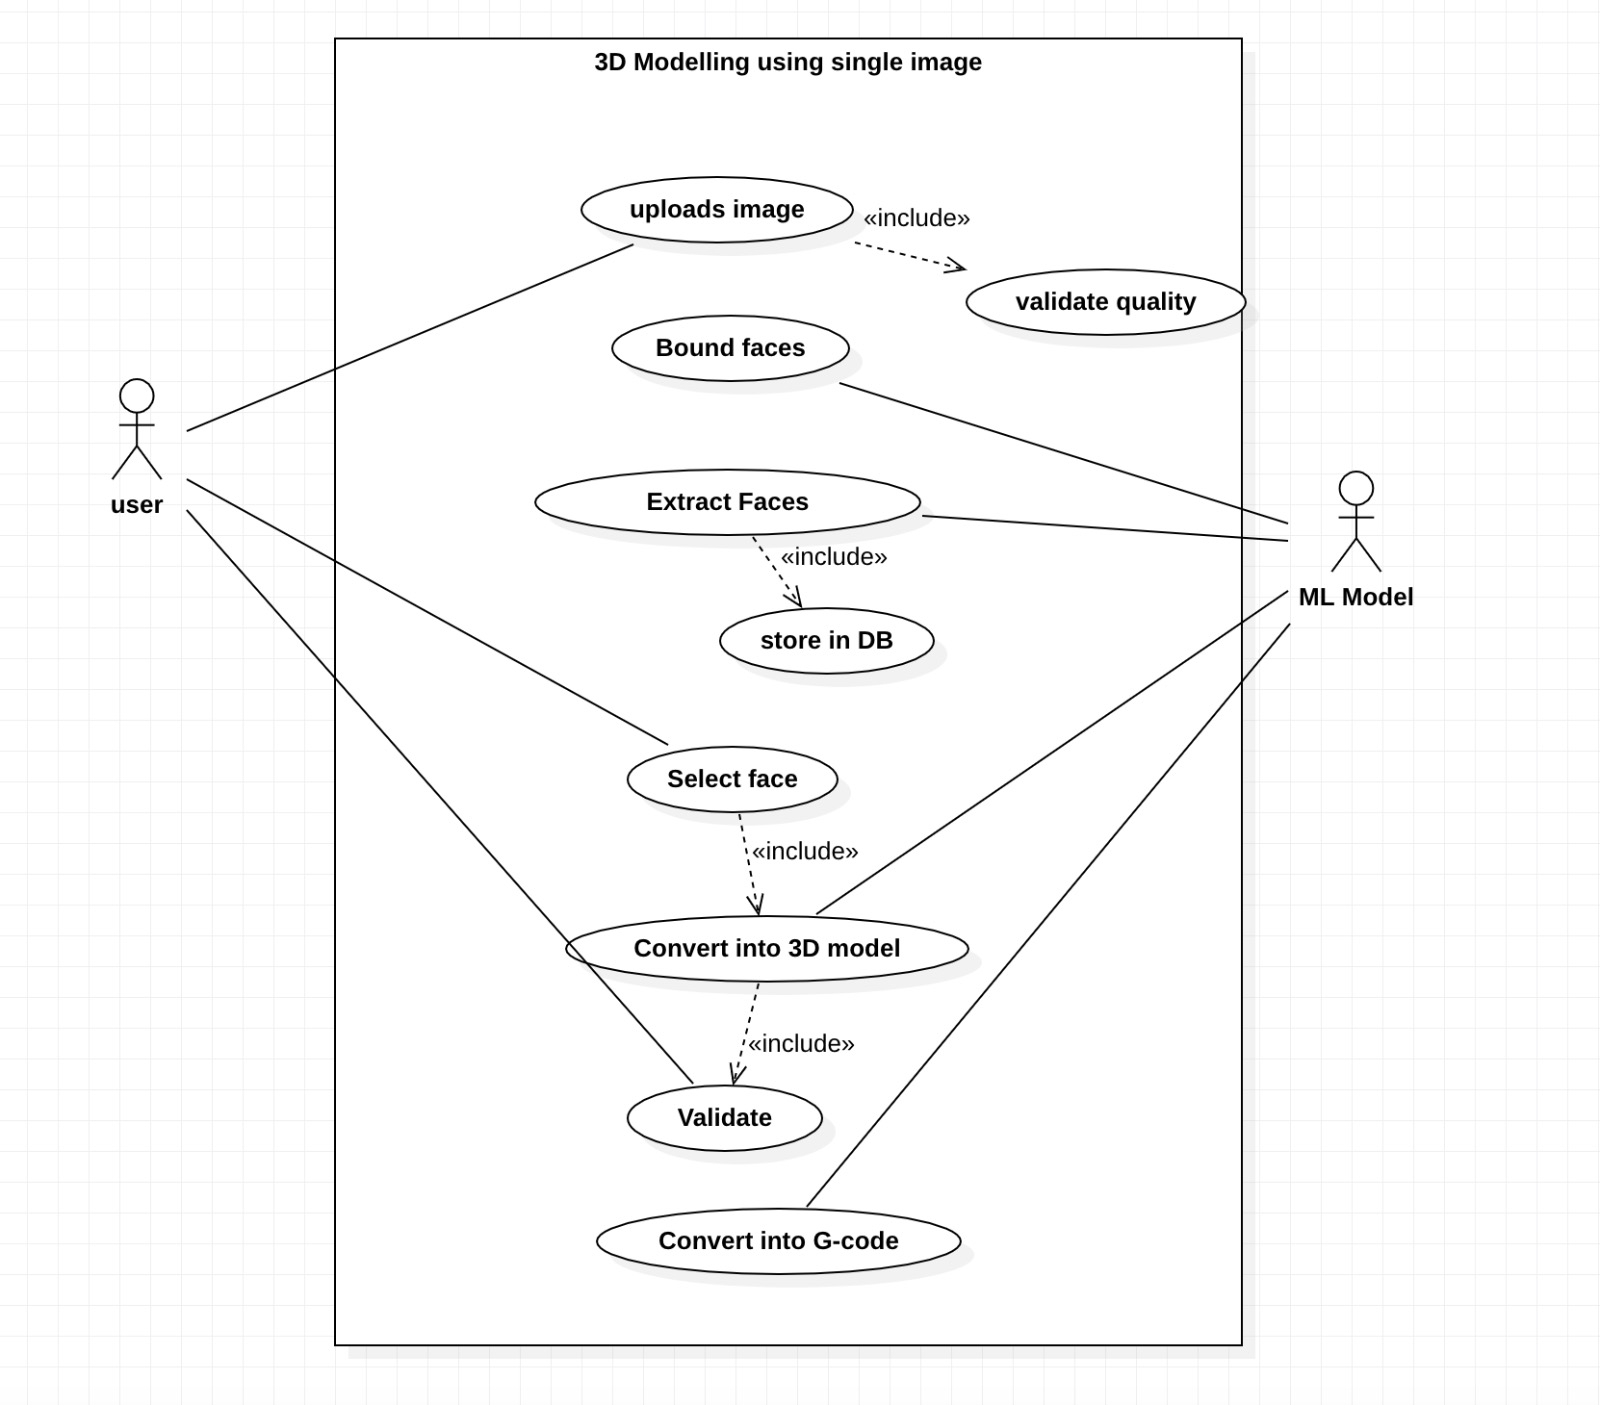 3D Modelling using single image
uploads image
«include»
validate quality
Bound faces
user
Extract Faces
«include»
ML Model
store in DB
Select face
«include»
Convert into 3D model
«include»
Validate
Convert into G-code